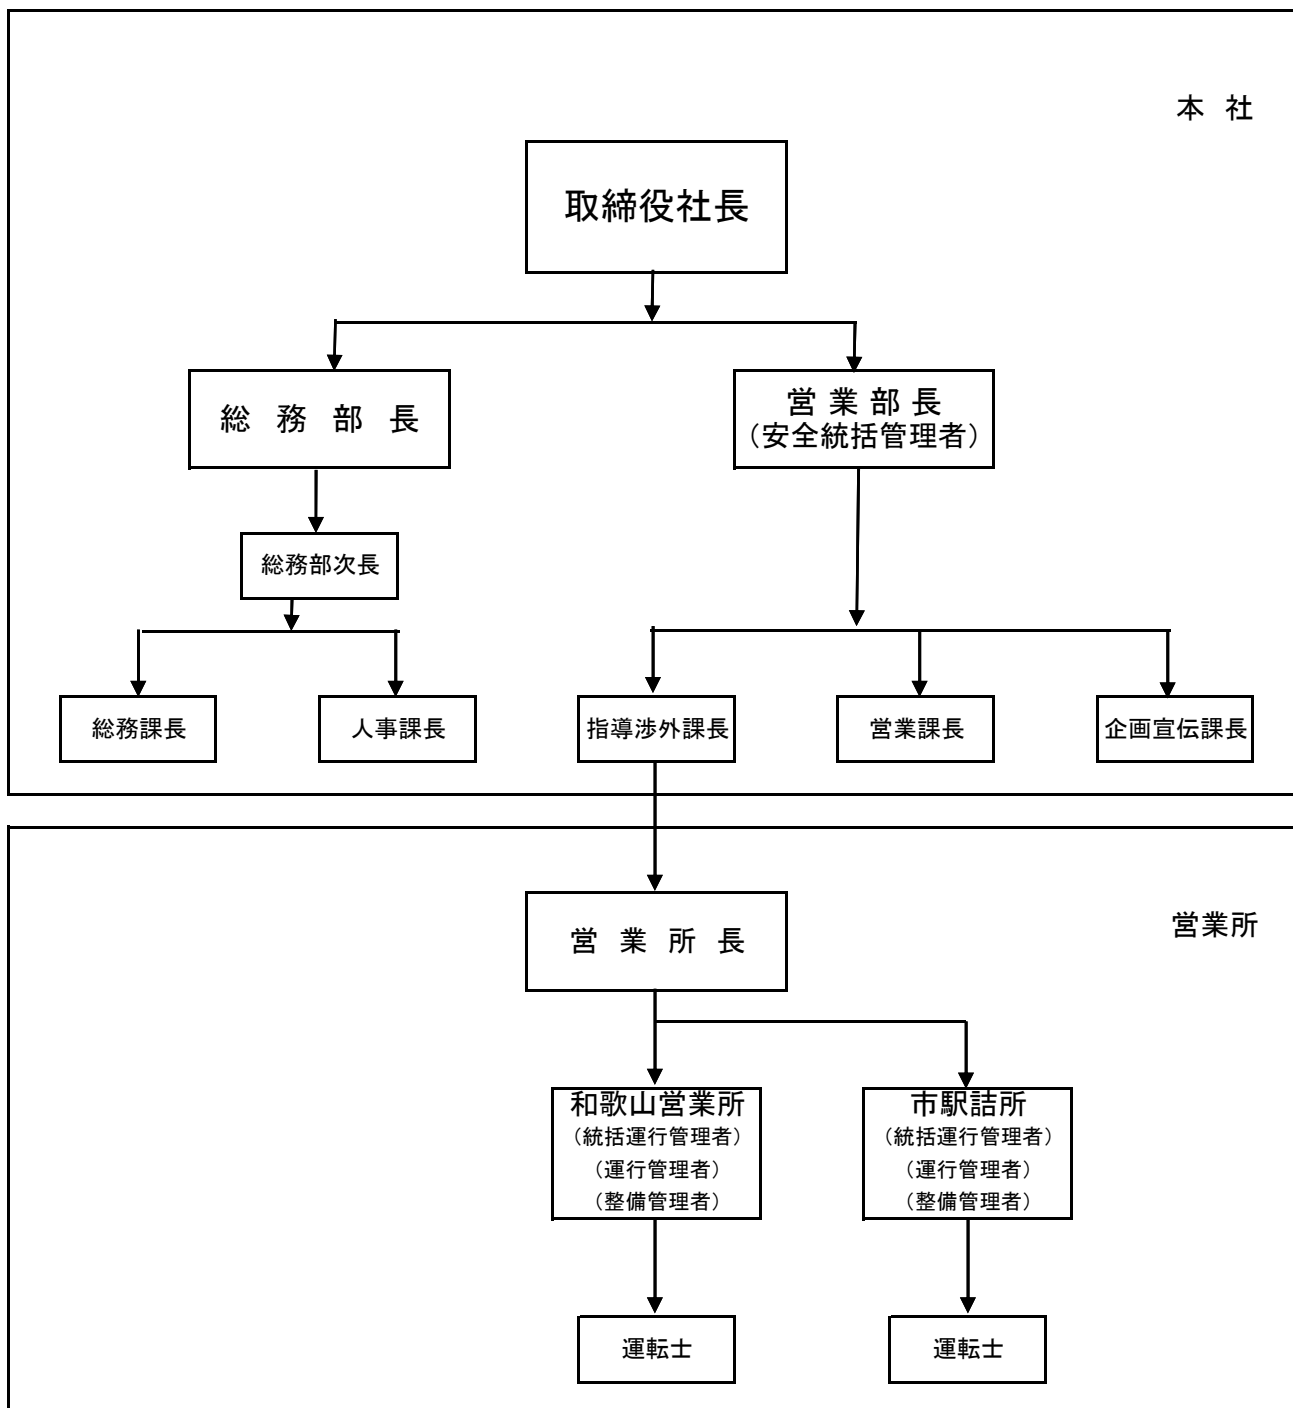 本 社
取締役社長
総 務 部 長
営 業 部 長
（安全統括管理者）
総務部次長
総務課長
人事課長
指導渉外課長
営業課長
企画宣伝課長
営業所
営 業 所 長
和歌山営業所
（統括運行管理者）
（運行管理者）
（整備管理者）
市駅詰所
（統括運行管理者）
（運行管理者）
（整備管理者）
運転士
運転士